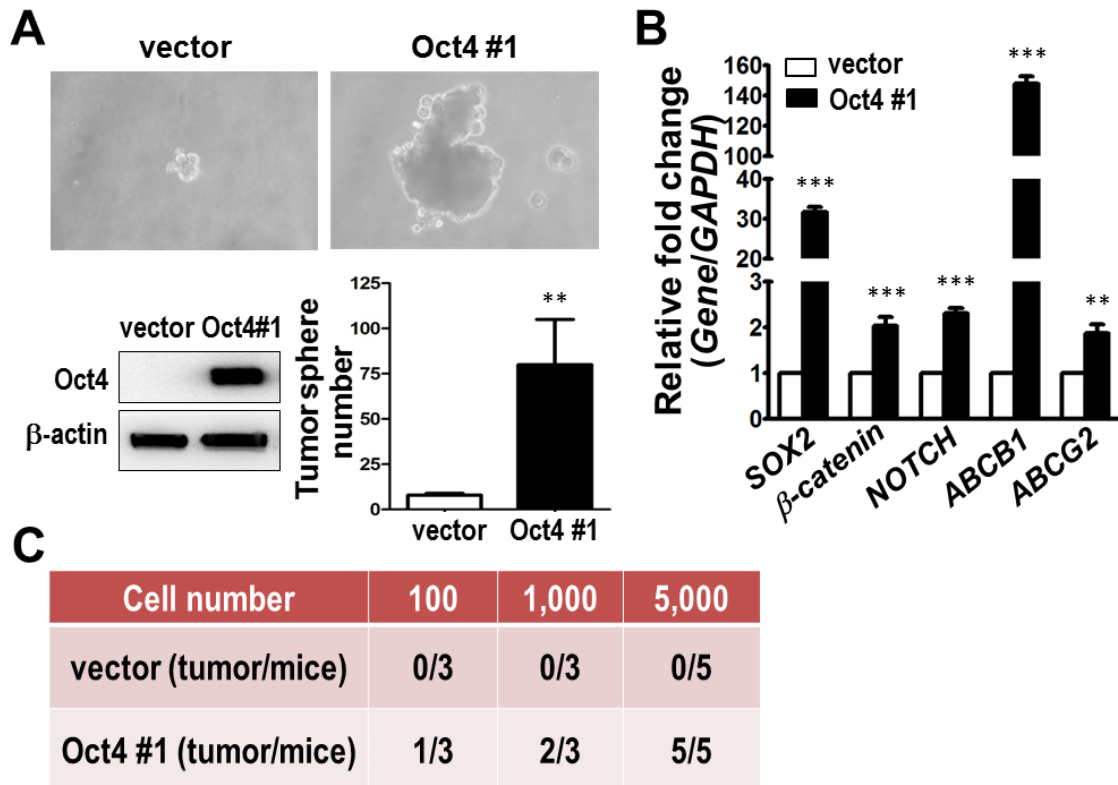 A
vector
Oct4 #1
vector Oct4#1
Oct4
β-actin
Tumor sphere
number
125
100
75
50
25
0
**
vector
Oct4 #1
B
vector
Oct4 #1
Relative fold change
(Gene/GAPDH)
160
140
120
100
40
30
20
2
1
0
***
***
***
***
**
SOX2
β-catenin
NOTCH
ABCB1
ABCG2
C
Cell number 100 1,000 5,000
vector (tumor/mice) 0/3 0/3 0/5
Oct4 #1 (tumor/mice) 1/3 2/3 5/5